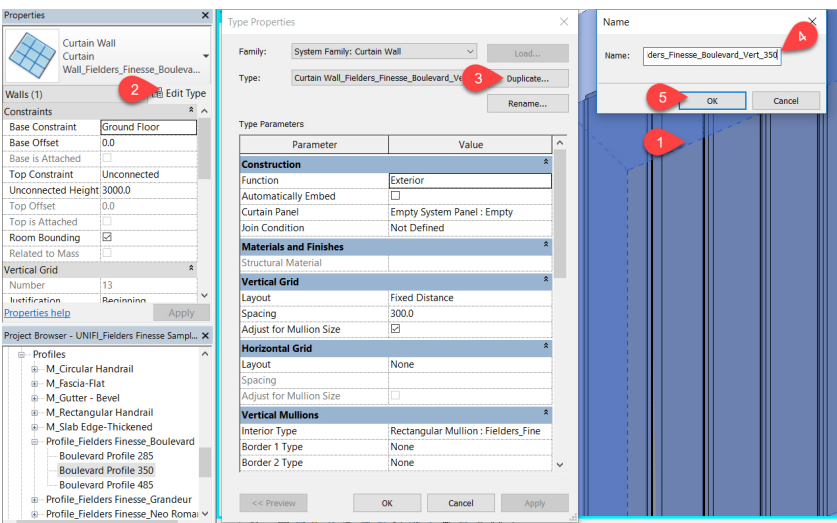 Properties
Curtain Wall
Curtain
Wall_Fielders_Finesse_Bouleva...
Walls (1)
2
Edit Type
Constraints
Base Constraint Ground Floor
Base Offset 0.0
Base is Attached
Top Constraint Unconnected
Unconnected Height 3000.0
Top Offset 0.0
Top is Attached
Room Bounding
Related to Mass
Vertical Grid
Number 13
Justification Beginning
Properties help Apply
Project Browser - UNIFI_Fielders Finesse Sampl...
Profiles
M_Circular Handrail
M_Fascia-Flat
M_Gutter - Bevel
M_Rectangular Handrail
M_Slab Edge-Thickened
Profile_Fielders Finesse_Boulevard
Boulevard Profile 285
Boulevard Profile 350
Boulevard Profile 485
Profile_Fielders Finesse_Grandeur
Profile_Fielders Finesse_Neo Roman
Type Properties
Family: System Family: Curtain Wall Load...
Type: Curtain Wall_Fielders_Finesse_Boulevard_Ve 3 Duplicate...
Rename...
Type Parameters
Parameter Value
Construction
Function Exterior
Automatically Embed
Curtain Panel Empty System Panel : Empty
Join Condition Not Defined
Materials and Finishes
Structural Material
Vertical Grid
Layout Fixed Distance
Spacing 300.0
Adjust for Mullion Size
Horizontal Grid
Layout None
Spacing
Adjust for Mullion Size
Vertical Mullions
Interior Type Rectangular Mullion : Fielders_Fine
Border 1 Type None
Border 2 Type None
<< Preview OK Cancel Apply
Name
4
Name: ders_Finesse_Boulevard_Vert_350
5
OK Cancel
1